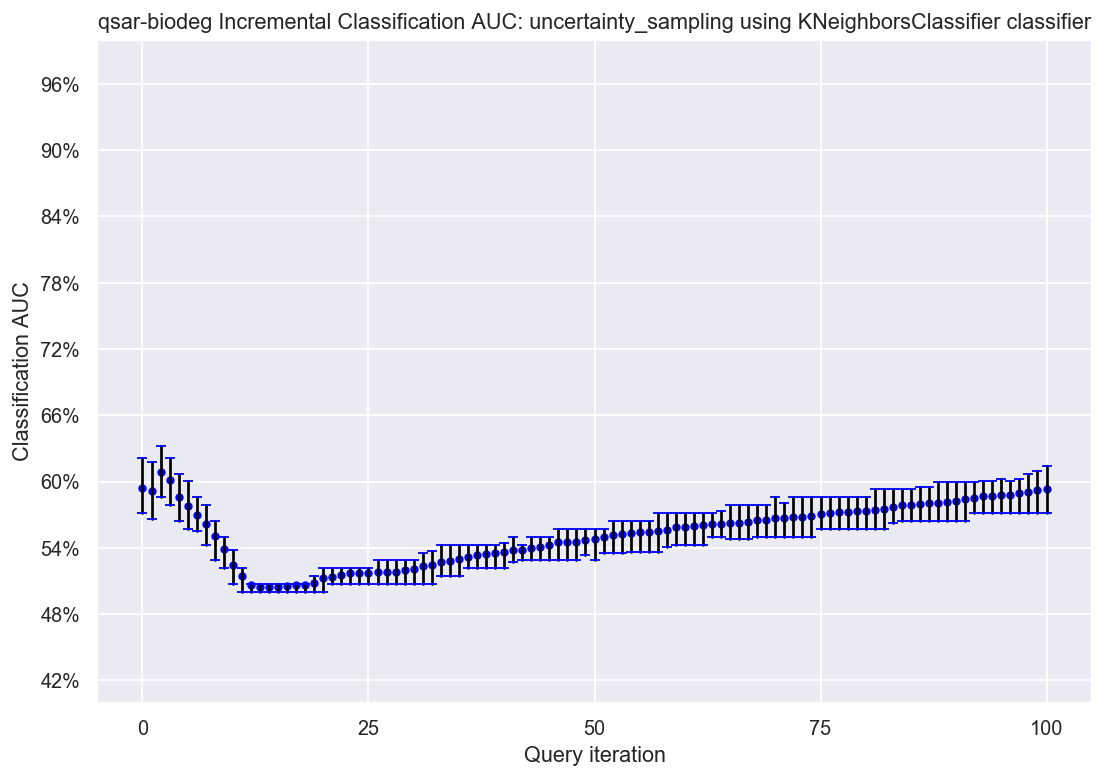 qsar-biodeg Incremental Classification AUC: uncertainty_sampling using KNeighborsClassifier classifier
96%
90%
84%
78%
72%
66%
60%
54%
48%
42%
Classification AUC
0 25 50 75 100
Query iteration